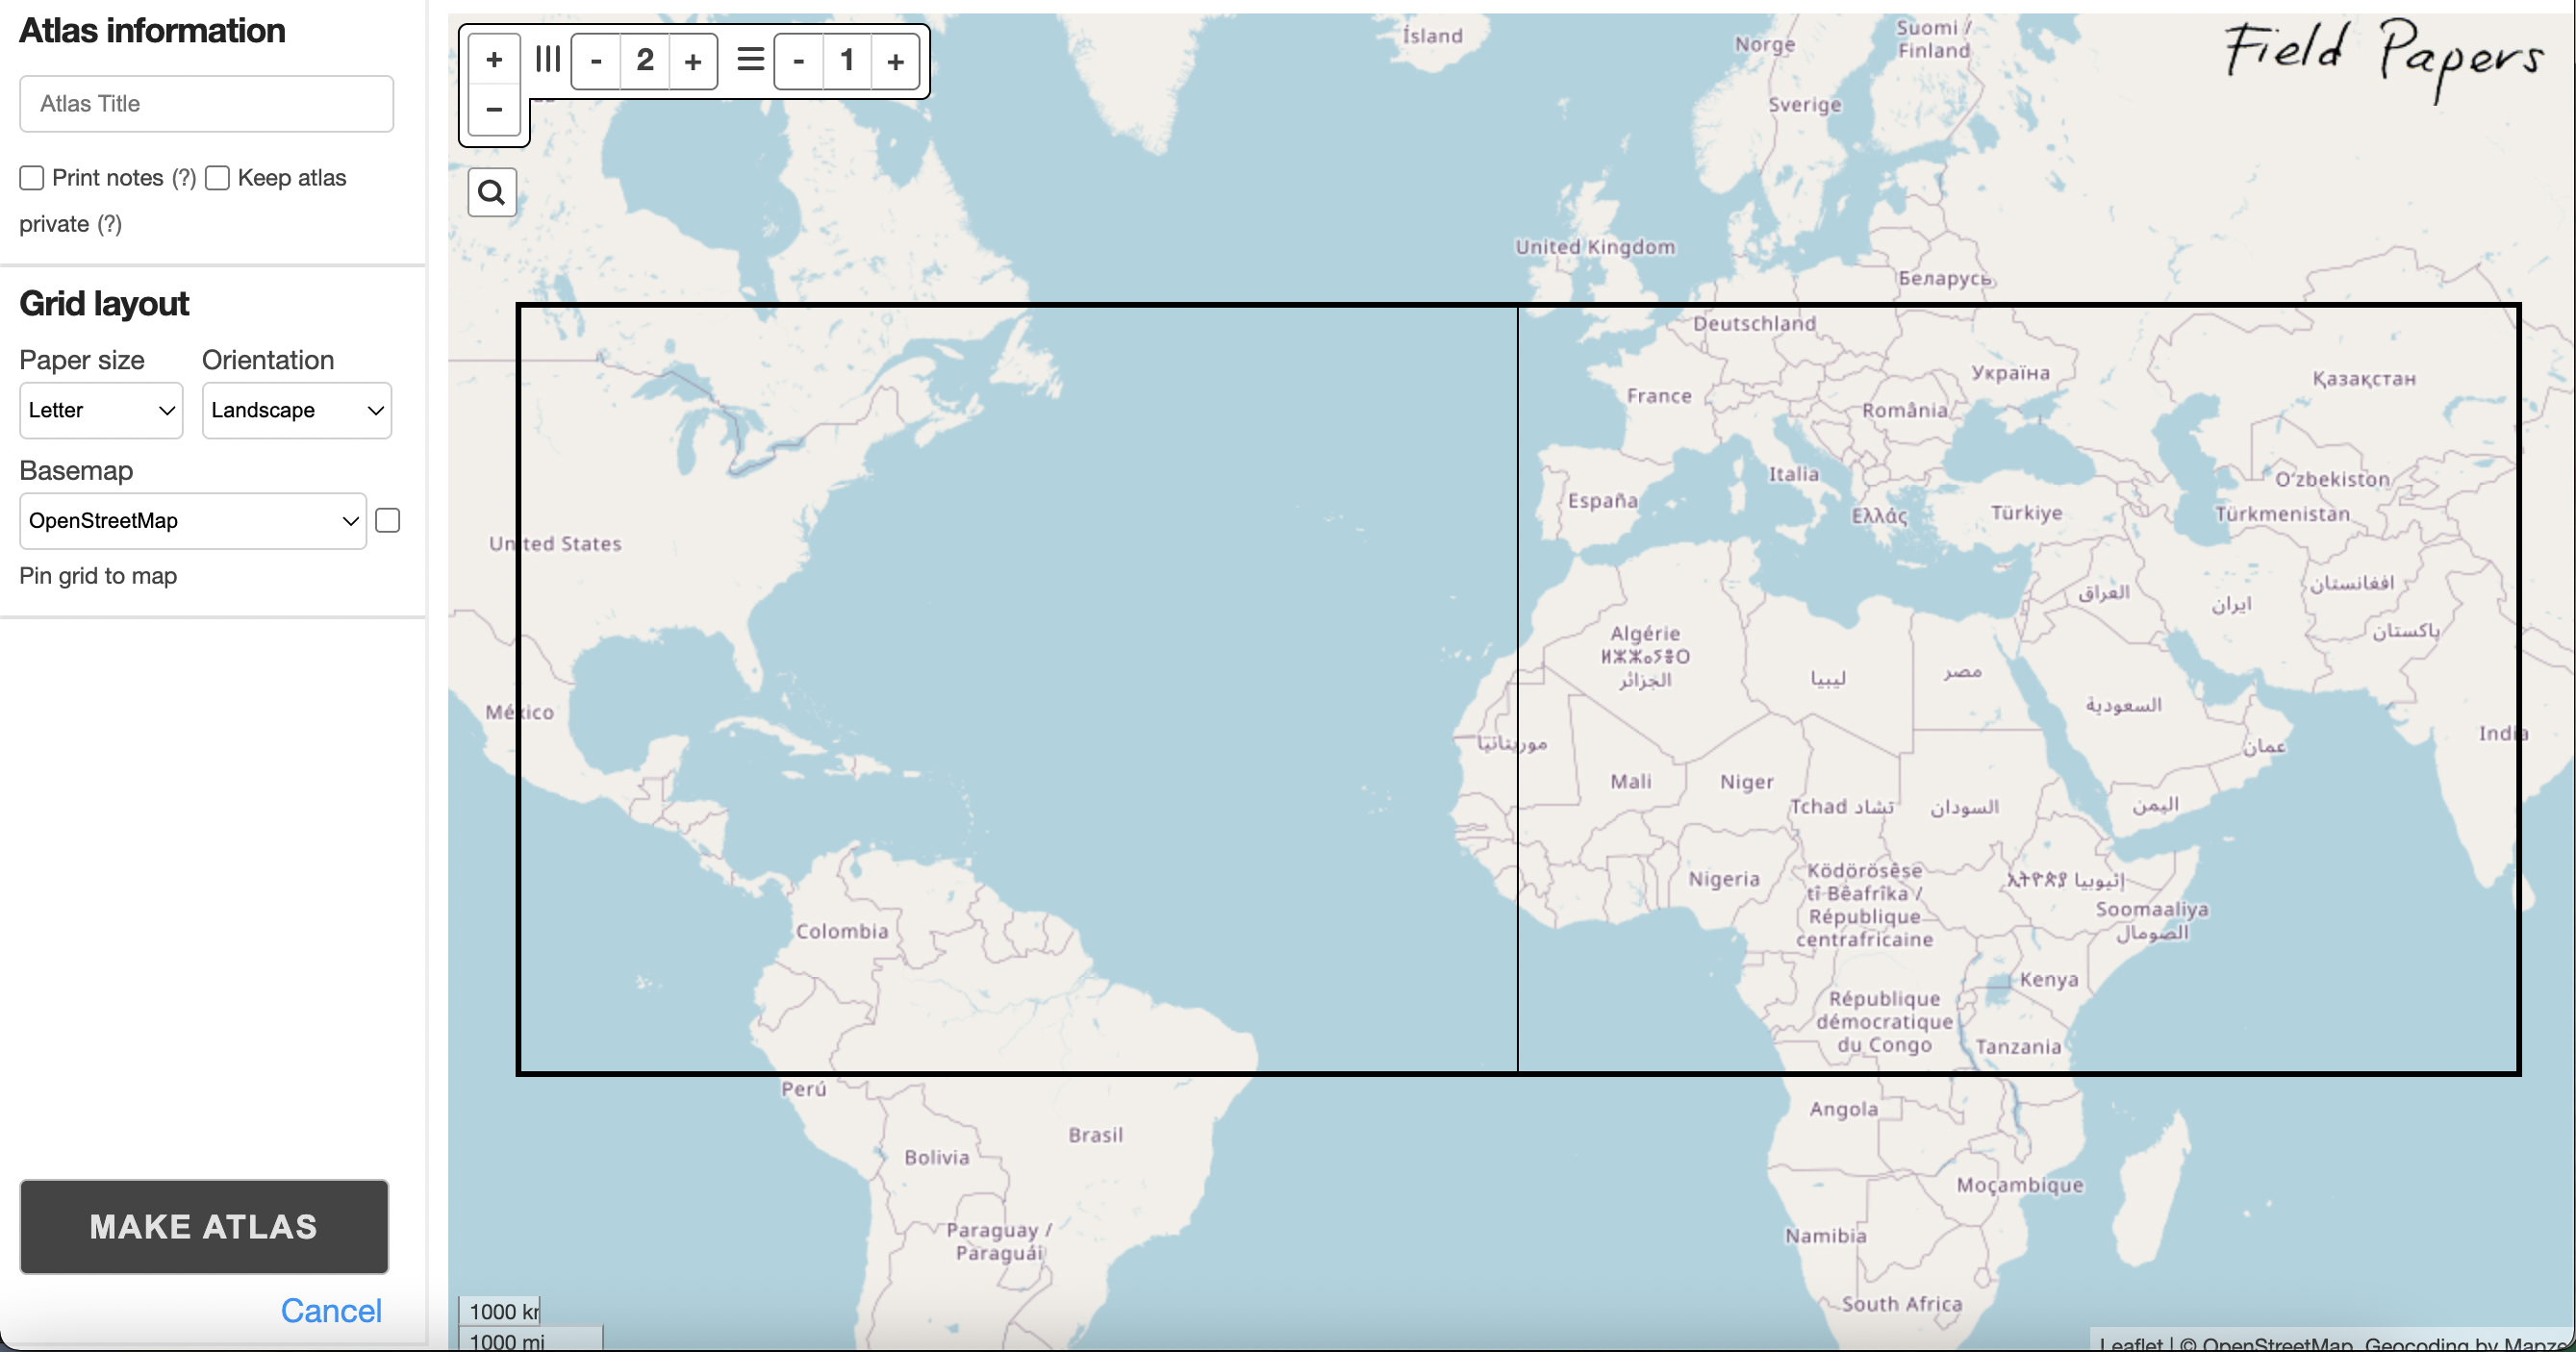 Atlas information
Atlas Title
Print notes (?) Keep atlas
private (?)
Grid layout
Paper size Orientation
Letter Landscape
Basemap
OpenStreetMap
Pin grid to map
MAKE ATLAS
Cancel
+ - 2 + - 1 +
−
Field Papers
Ísland
Norge
Suomi /
Finland
Sverige
United Kingdom
Беларусь
Deutschland
Україна
Қазақстан
France
România
Italia
O'zbekiston
España
Ελλάς
Türkiye
Türkmenistan
United States
افغانستان
العراق
ایران
پاکستان
Algérie
ⵍⵣⵣⴰⵢⴻⵔ
الجزائر
ليبيا
مصر
السعودية
México
India
موريتانيا
عمان
Mali
Niger
Tchad تشاد
السودان
اليمن
Nigeria
Ködörösêse
tî Bêafrîka /
République
centrafricaine
إثيوبيا
Soomaaliya
الصومال
Colombia
Kenya
République
démocratique
du Congo
Tanzania
Perú
Angola
Brasil
Bolivia
Moçambique
Paraguay /
Paraguái
Namibia
South Africa
1000 k
1000 mi
Leaflet | © OpenStreetMap, Geocoding by Mapze